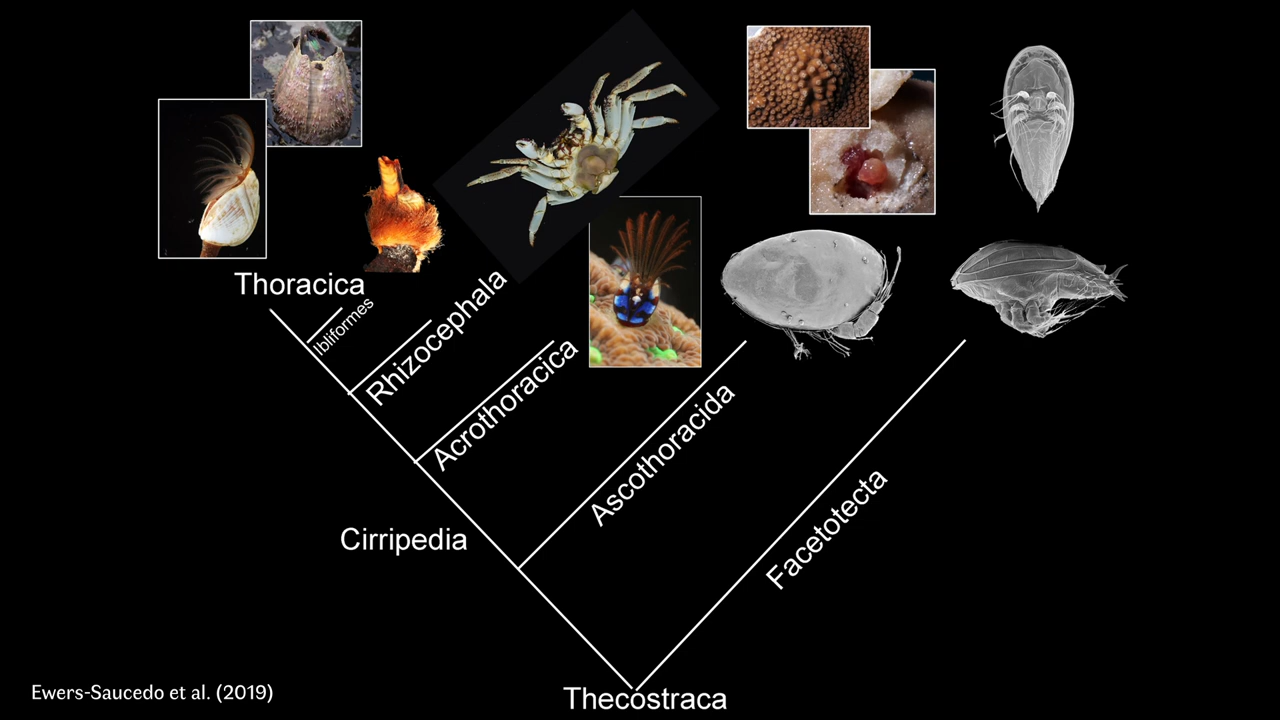 Thoracica
Ibliformes
Rhizocephala
Acrothoracica
Ascothoracida
Facetotecta
Cirripedia
Thecostraca
Ewers-Saucedo et al. (2019)